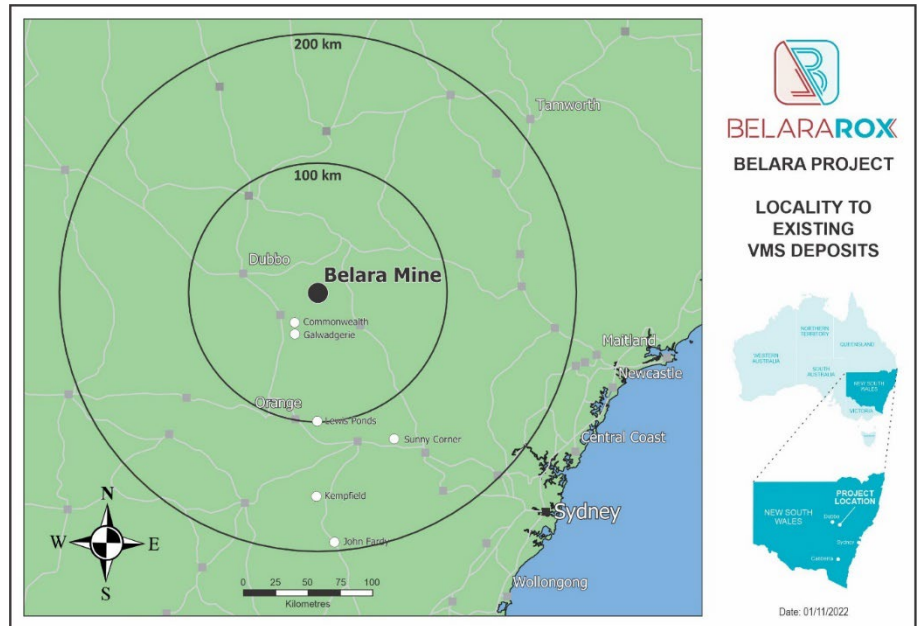 200 km
Tamworth
100 km
Dubbo
Belara Mine
Commonwealth
Galwadgerie
Maitland
Newcastle
Orange
Lewis Ponds
Sunny Corner
Central Coast
Kempfield
Sydney
John Fardy
Wollongong
N
W E
S
0 25 50 75 100
Kilometres
BELARAROX
BELARA PROJECT
LOCALITY TO
EXISTING
VMS DEPOSITS
NORTHERN
TERRITORY
QUEENSLAND
WESTERN
AUSTRALIA
SOUTH
AUSTRALIA
NEW SOUTH
WALES
VICTORIA
PROJECT
LOCATION
NEW SOUTH
WALES
Dubbo
Sydney
Canberra
Date: 01/11/2022